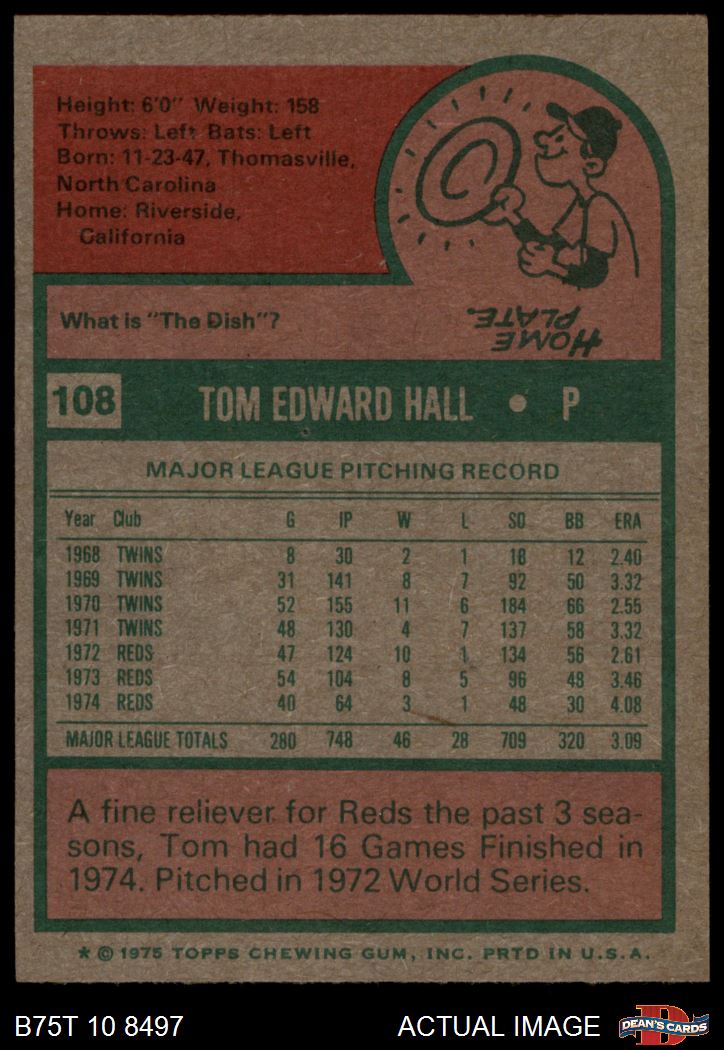 Height: 6'0" Weight: 158
Throws: Left Bats: Left
Born: 11-23-47, Thomasville,
North Carolina
Home: Riverside,
California
What is "The Dish"?
HOME
PLATE.
108 TOM EDWARD HALL • P
MAJOR LEAGUE PITCHING RECORD
Year Club G IP W L SO BB ERA
1968 TWINS 8 30 2 1 18 12 2.40
1969 TWINS 31 141 8 7 92 50 3.32
1970 TWINS 52 155 11 6 184 66 2.55
1971 TWINS 48 130 4 7 137 58 3.32
1972 REDS 47 124 10 1 134 56 2.61
1973 REDS 54 104 8 5 96 48 3.46
1974 REDS 40 64 3 1 48 30 4.08
MAJOR LEAGUE TOTALS 280 748 46 28 709 320 3.09
A fine reliever for Reds the past 3 sea-
sons, Tom had 16 Games Finished in
1974. Pitched in 1972 World Series.
* © 1975 TOPPS CHEWING GUM, INC. PRTD IN U.S.A.
B75T 10 8497 ACTUAL IMAGE
D
DEAN'S CARDS